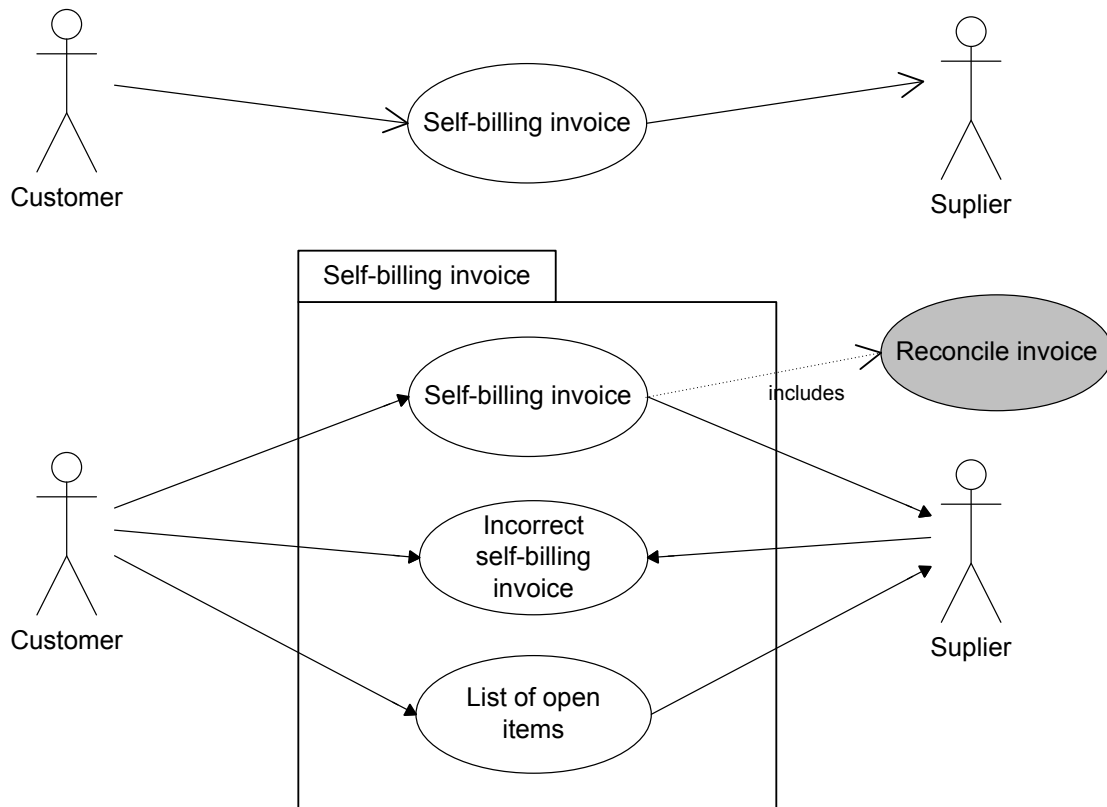 Self-billing invoice
Customer
Suplier
Self-billing invoice
Reconcile invoice
Self-billing invoice
includes
Incorrect
self-billing
invoice
Customer
Suplier
List of open
items